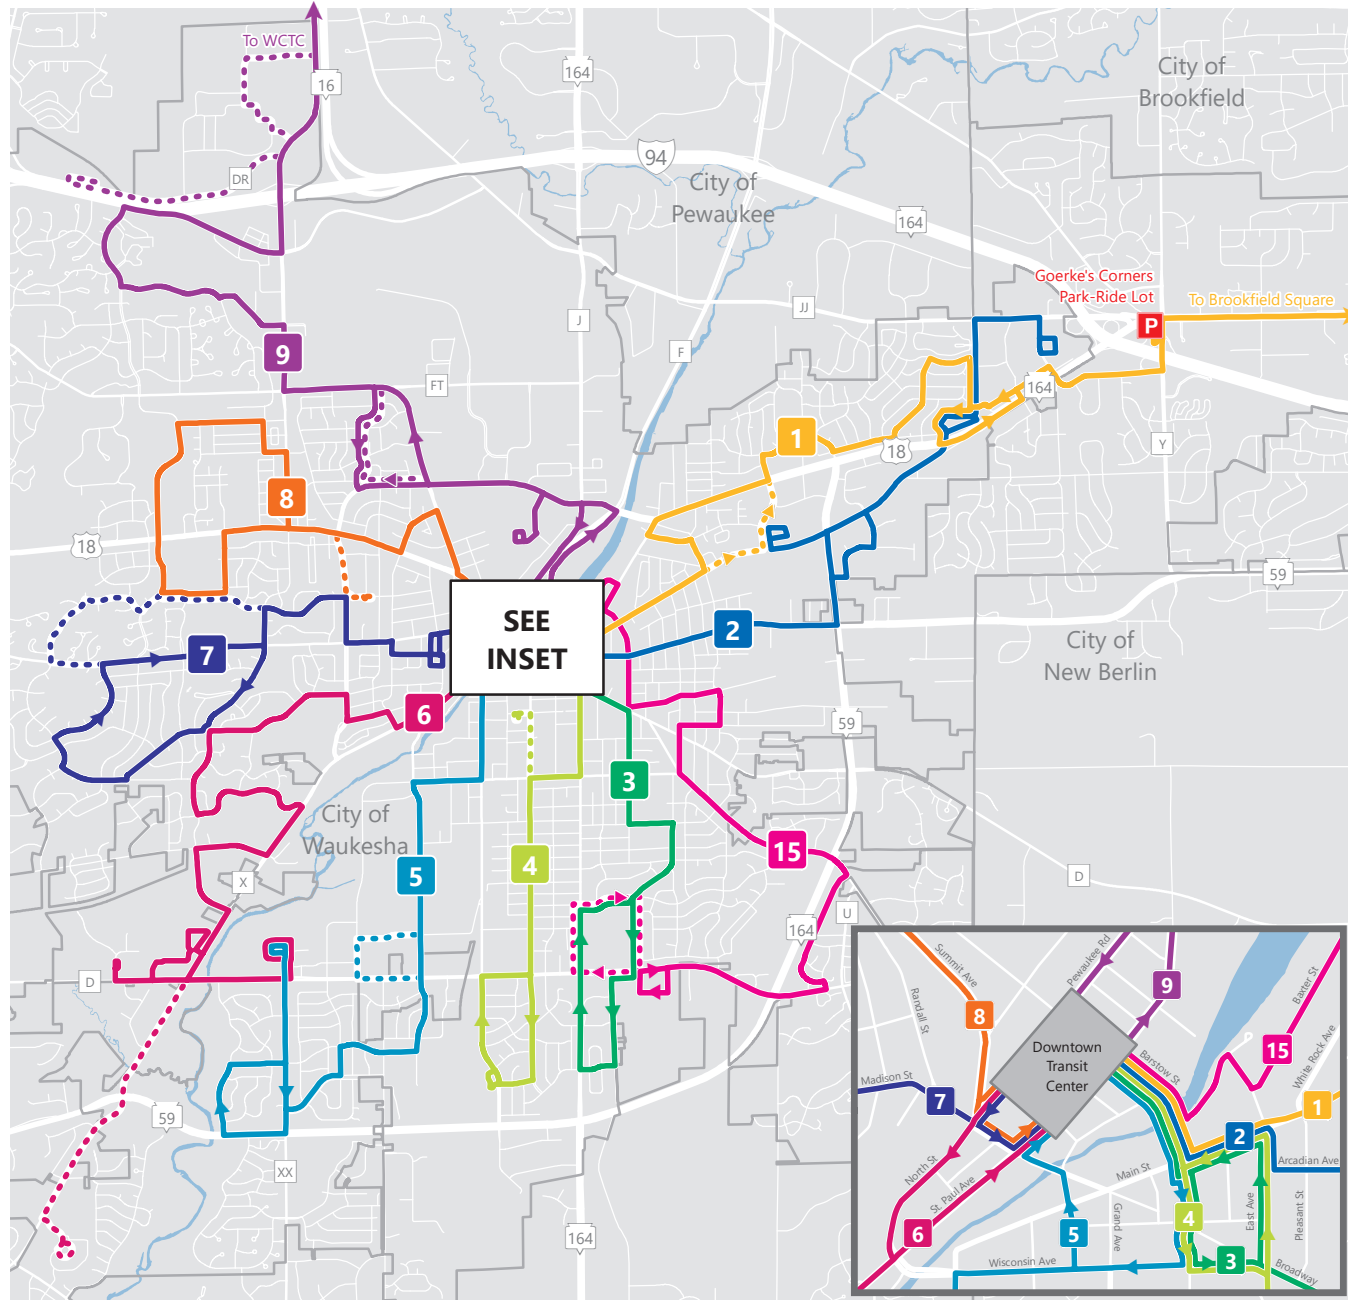 To WCTC
16
164
City of
Brookfield
94
DR
City of
Pewaukee
164
Goerke's Corners
Park-Ride Lot
To Brookfield Square
P
JJ
J
F
9
FT
164
1
18
Y
8
18
59
SEE
INSET
2
7
City of
New Berlin
6
59
3
City of
Waukesha
15
4
5
D
X
U
164
D
59
XX
164
Summit Ave
Pewaukee Rd
9
Randall St
8
Baxter St
Downtown
Transit
Center
15
White Rock Ave
Barstow St
Madison St
7
1
2
Arcadian Ave
North St
Main St
St. Paul Ave
Grand Ave
4
East Ave
Pleasant St
6
5
3
Wisconsin Ave
Broadway